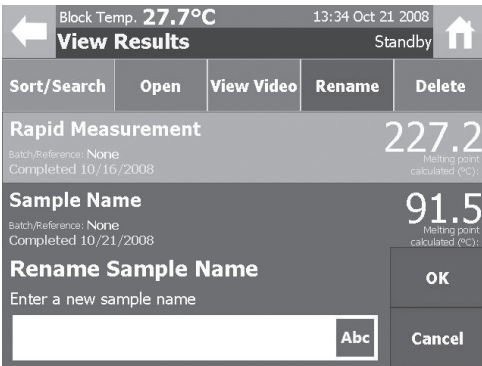 Block Temp. 27.7°C 13:34 Oct 21 2008
View Results Standby
Sort/Search Open View Video Rename Delete
Rapid Measurement 227.2
Batch/Reference: None Melting point
Completed 10/16/2008 calculated (°C):
Sample Name 91.5
Batch/Reference: None Melting point
Completed 10/21/2008 calculated (°C):
Rename Sample Name
OK
Enter a new sample name
Abc Cancel